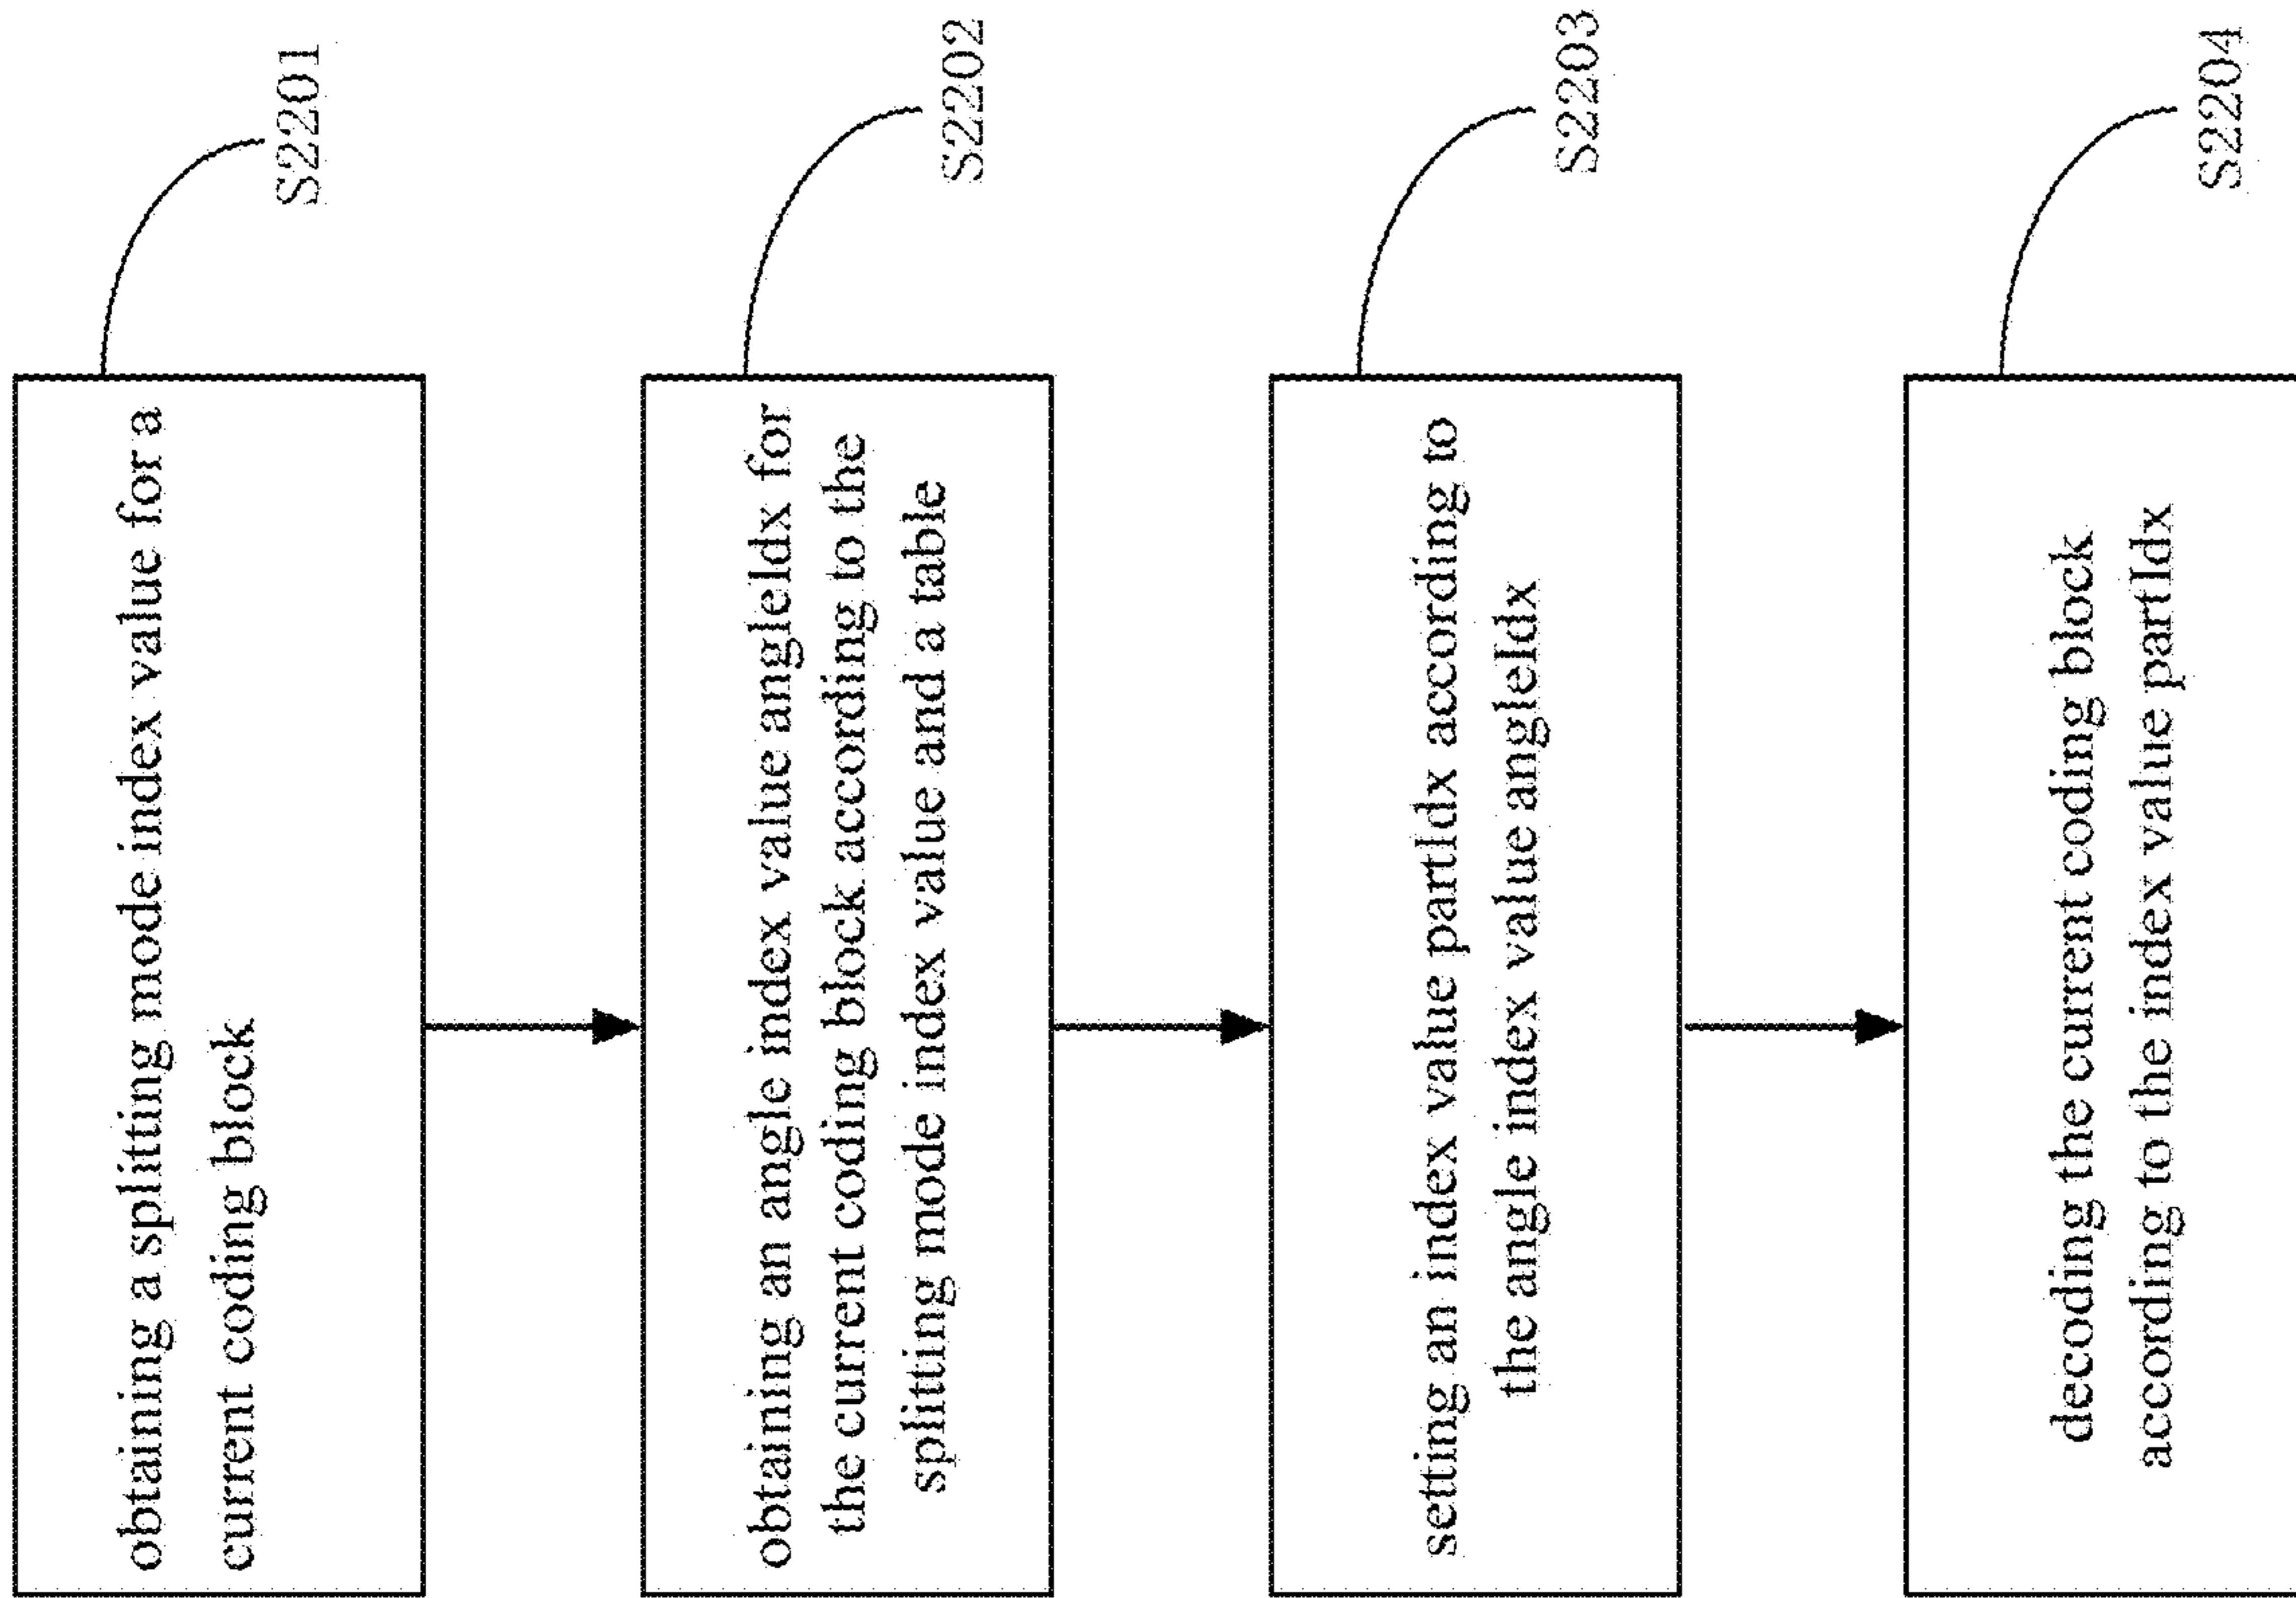 obtaining a splitting mode index value for a
current coding block
S2201
obtaining an angle index value angleIdx for
the current coding block according to the
splitting mode index value and a table
S2202
setting an index value partIdx according to
the angle index value angleIdx
S2203
decoding the current coding block
according to the index value partIdx
S2204